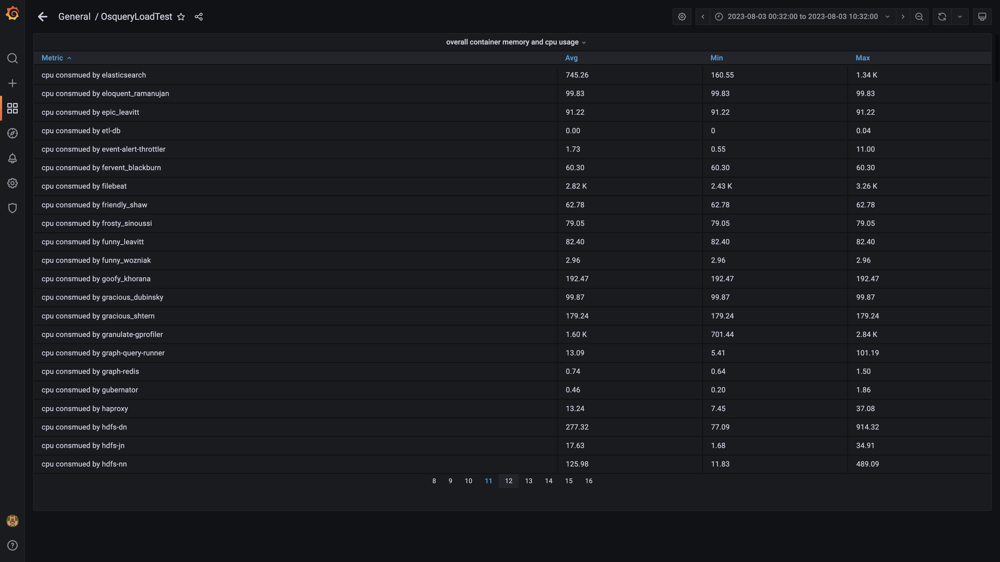 General / OsqueryLoadTest
2023-08-03 00:32:00 to 2023-08-03 10:32:00
overall container memory and cpu usage
Metric Avg Min Max
cpu consmued by elasticsearch 745.26 160.55 1.34 K
cpu consmued by eloquent_ramanujan 99.83 99.83 99.83
cpu consmued by epic_leavitt 91.22 91.22 91.22
cpu consmued by etl-db 0.00 0 0.04
cpu consmued by event-alert-throttler 1.73 0.55 11.00
cpu consmued by fervent_blackburn 60.30 60.30 60.30
cpu consmued by filebeat 2.82 K 2.43 K 3.26 K
cpu consmued by friendly_shaw 62.78 62.78 62.78
cpu consmued by frosty_sinoussi 79.05 79.05 79.05
cpu consmued by funny_leavitt 82.40 82.40 82.40
cpu consmued by funny_wozniak 2.96 2.96 2.96
cpu consmued by goofy_khorana 192.47 192.47 192.47
cpu consmued by gracious_dubinsky 99.87 99.87 99.87
cpu consmued by gracious_shtern 179.24 179.24 179.24
cpu consmued by granulate-gprofiler 1.60 K 701.44 2.84 K
cpu consmued by graph-query-runner 13.09 5.41 101.19
cpu consmued by graph-redis 0.74 0.64 1.50
cpu consmued by gubernator 0.46 0.20 1.86
cpu consmued by haproxy 13.24 7.45 37.08
cpu consmued by hdfs-dn 277.32 77.09 914.32
cpu consmued by hdfs-jn 17.63 1.68 34.91
cpu consmued by hdfs-nn 125.98 11.83 489.09
8 9 10 11 12 13 14 15 16